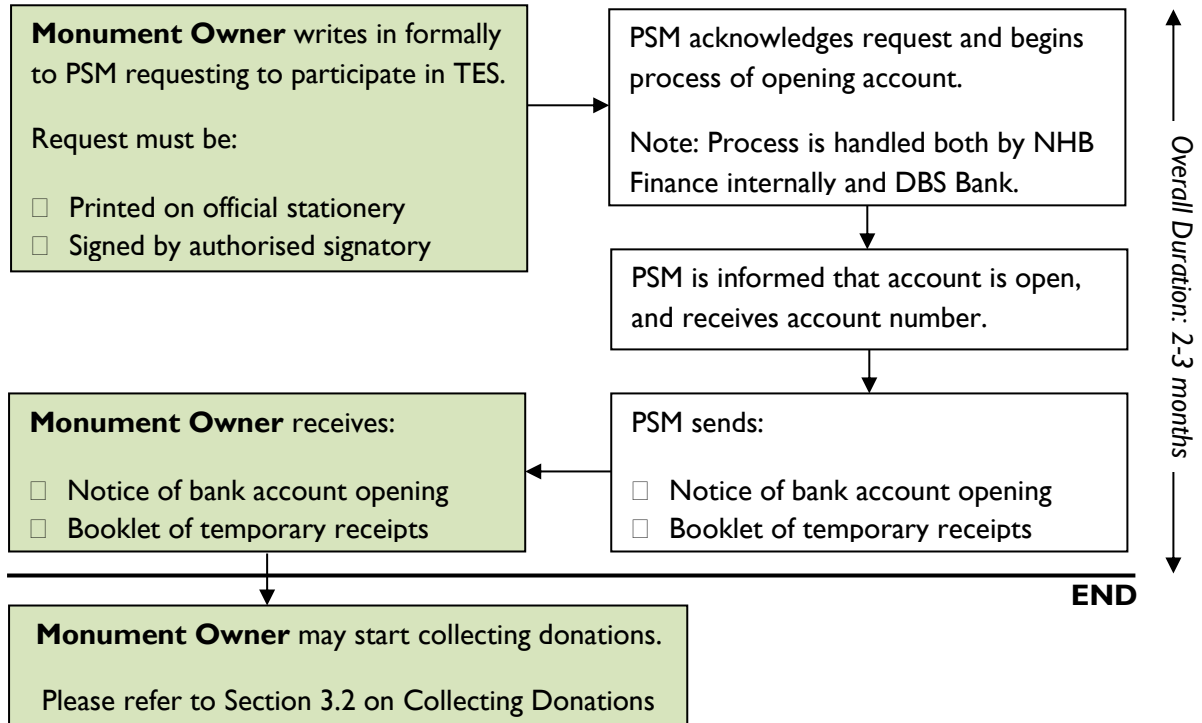 Monument Owner writes in formally
to PSM requesting to participate in TES.
Request must be:
□ Printed on official stationery
□ Signed by authorised signatory
PSM acknowledges request and begins
process of opening account.
Note: Process is handled both by NHB
Finance internally and DBS Bank.
PSM is informed that account is open,
and receives account number.
PSM sends:
□ Notice of bank account opening
□ Booklet of temporary receipts
Monument Owner receives:
□ Notice of bank account opening
□ Booklet of temporary receipts
Overall Duration: 2-3 months
END
Monument Owner may start collecting donations.
Please refer to Section 3.2 on Collecting Donations